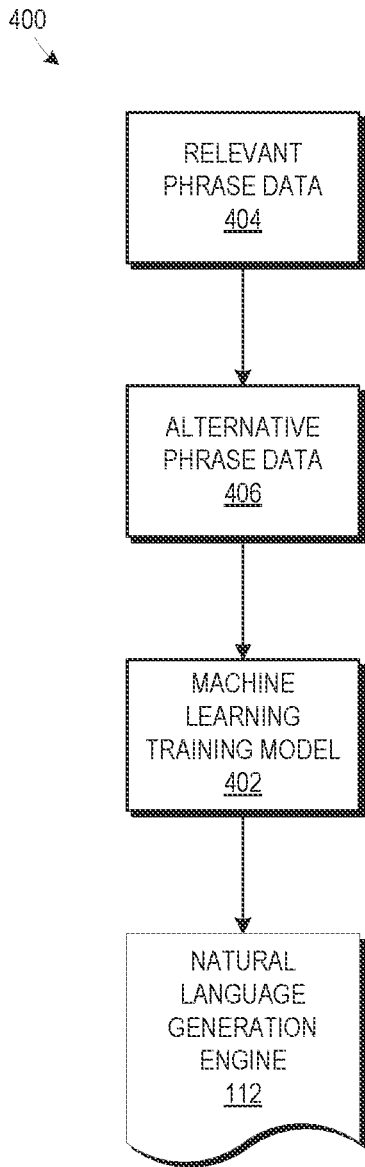 400
RELEVANT
PHRASE DATA
404
ALTERNATIVE
PHRASE DATA
406
MACHINE
LEARNING
TRAINING MODEL
402
NATURAL
LANGUAGE
GENERATION
ENGINE
112